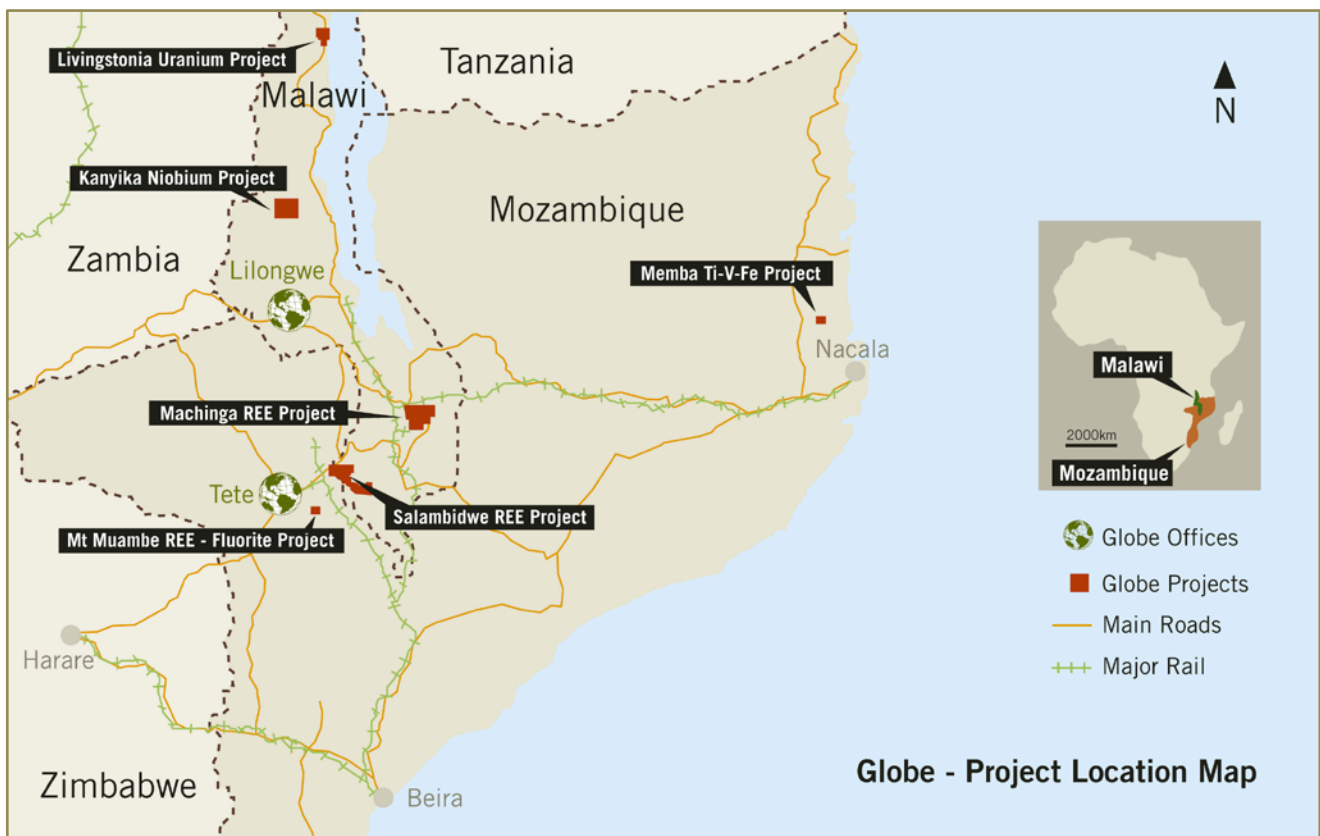 Livingstonia Uranium Project
Tanzania
Malawi
N
Kanyika Niobium Project
Mozambique
Zambia
Lilongwe
Memba Ti-V-Fe Project
Nacala
Malawi
Machinga REE Project
2000km
Mozambique
Tete
Salambidwe REE Project
Mt Muambe REE - Fluorite Project
Globe Offices
Globe Projects
Main Roads
Major Rail
Harare
Zimbabwe
Beira
Globe - Project Location Map